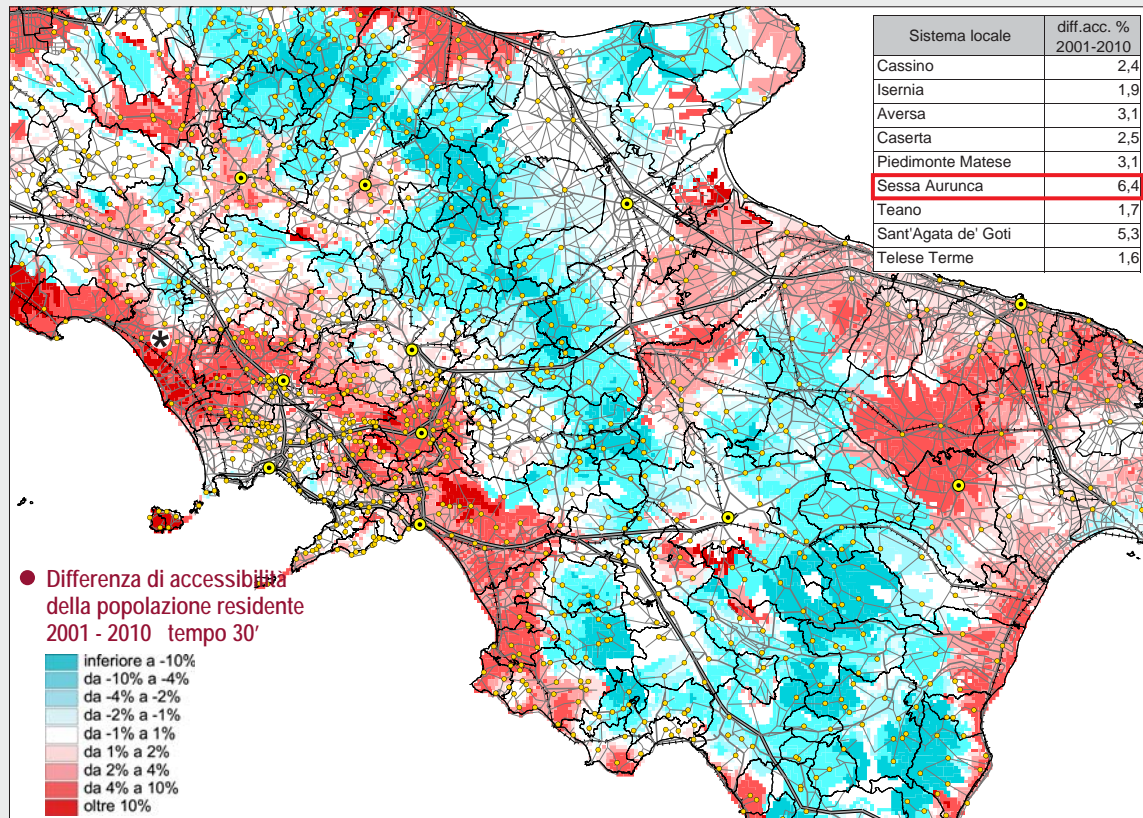 Sistema locale diff.acc. % 2001-2010
Cassino 2,4
Isernia 1,9
Aversa 3,1
Caserta 2,5
Piedimonte Matese 3,1
Sessa Aurunca 6,4
Teano 1,7
Sant'Agata de' Goti 5,3
Telese Terme 1,6
*
Differenza di accessibilità
della popolazione residente
2001 - 2010 tempo 30'
inferiore a -10%
da -10% a -4%
da -4% a -2%
da -2% a -1%
da -1% a 1%
da 1% a 2%
da 2% a 4%
da 4% a 10%
oltre 10%